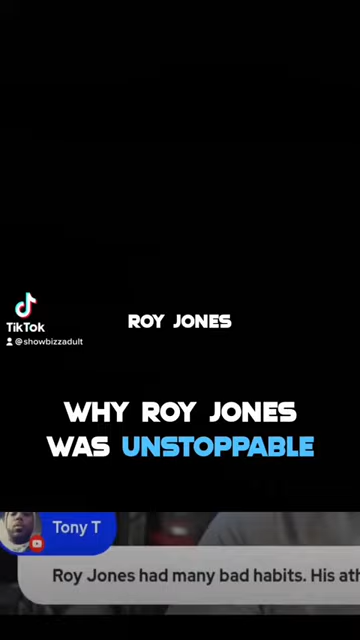 ROY JONES
TikTok
@showbizzadult
WHY ROY JONES
WAS UNSTOPPABLE
Tony T
Roy Jones had many bad habits. His ath